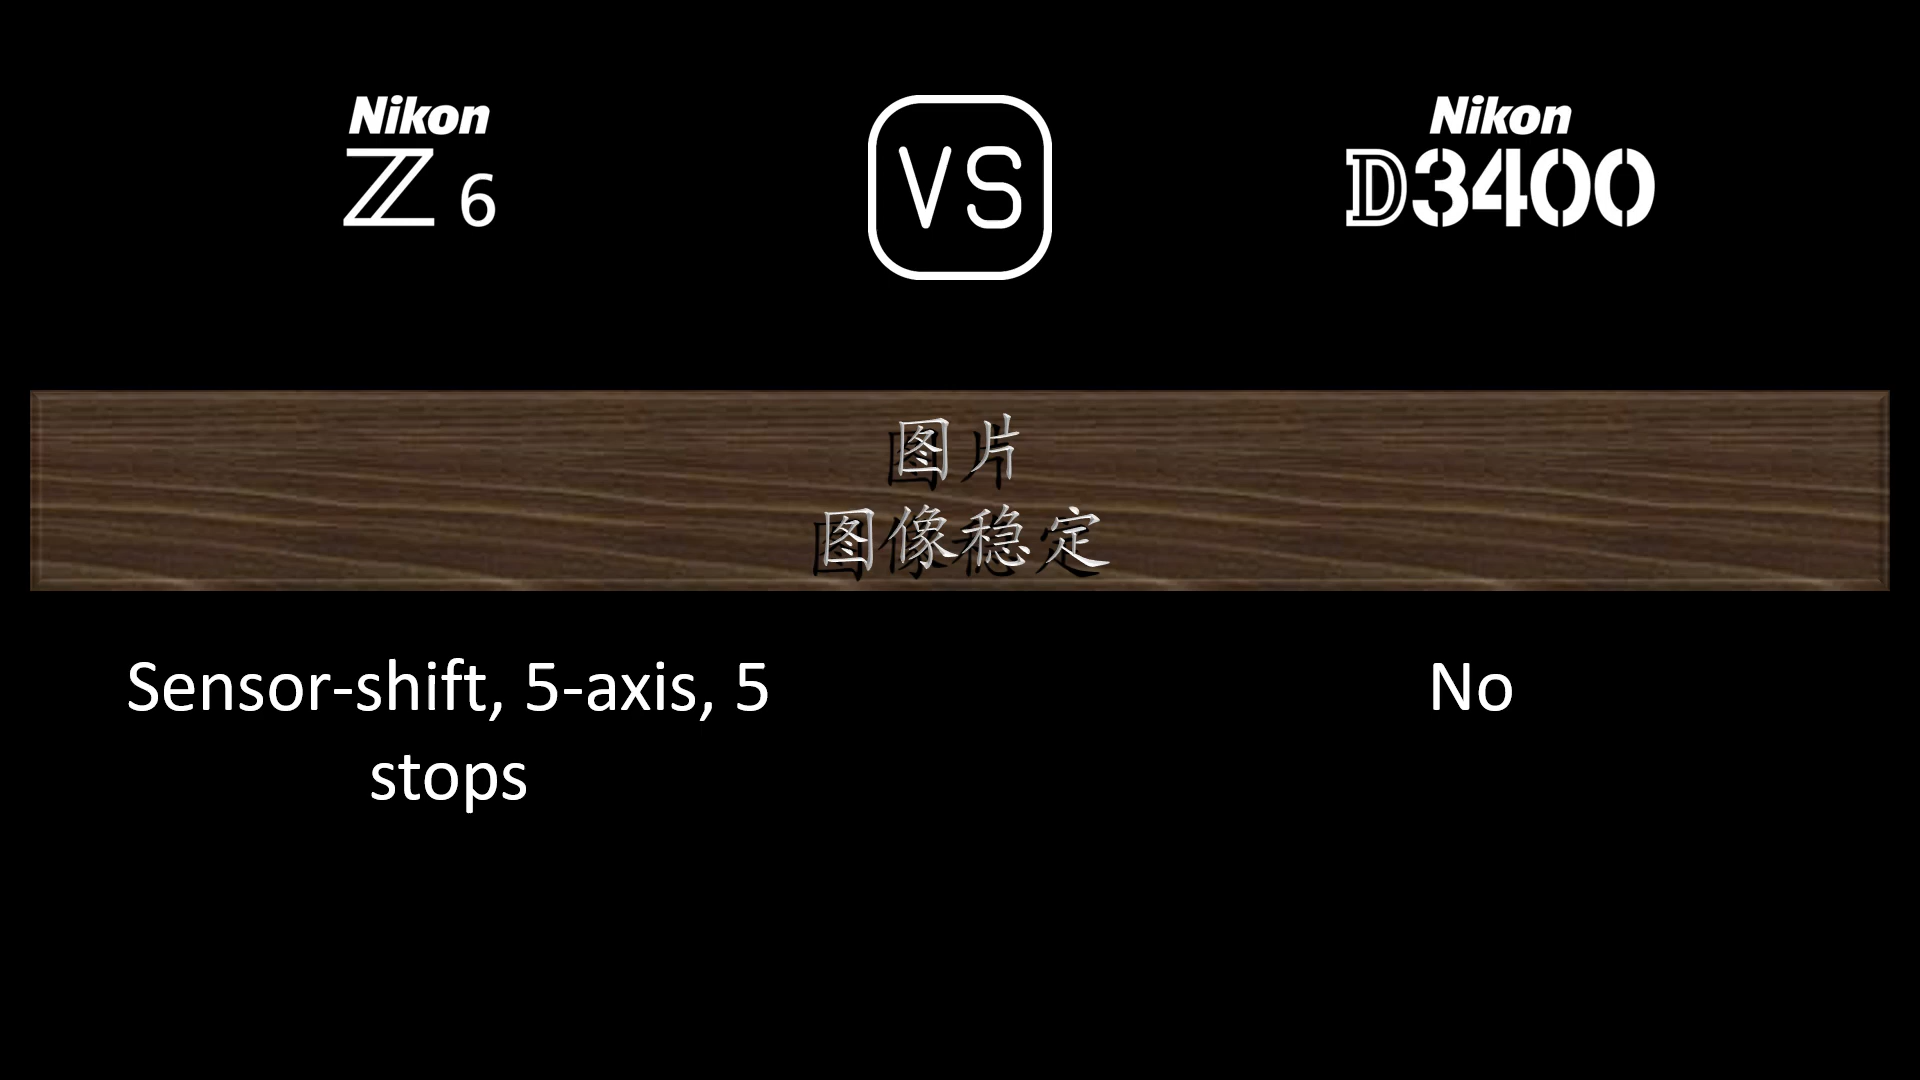 Nikon
Z 6
VS
Nikon
D3400
图片
图像稳定
Sensor-shift, 5-axis, 5
stops
No